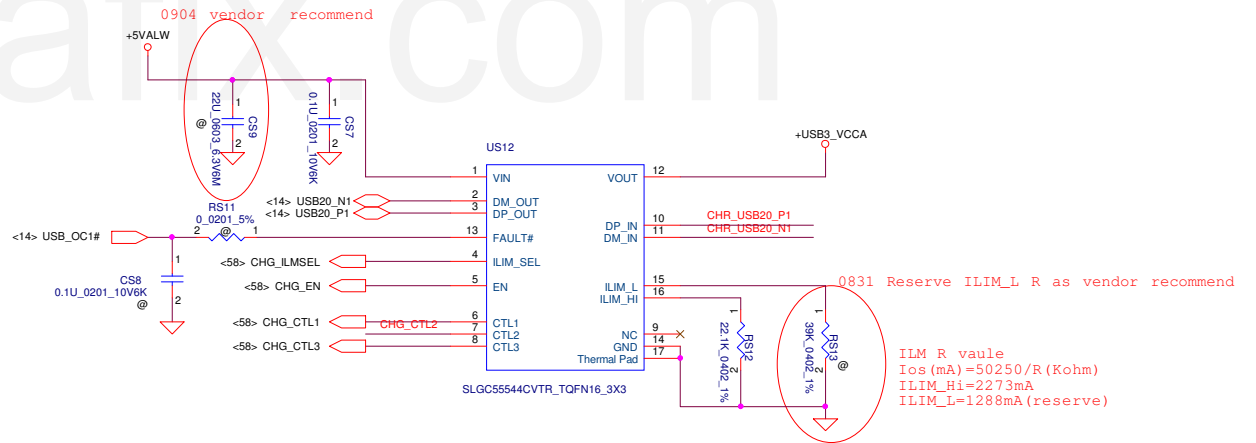 afix.com
0904 vendor recommend
+5VALW
1
CS9
22U_0603_6.3V6M
@
2
1
CS7
0.1U_0201_10V6K
2
+USB3_VCCA
US12
1 VIN VOUT 12
<14> USB20_N1 2 DM_OUT
<14> USB20_P1 3 DP_OUT
DP_IN 10 CHR_USB20_P1
DM_IN 11 CHR_USB20_N1
RS11
0_0201_5%
@
<14> USB_OC1# 2 1 13 FAULT#
<58> CHG_ILMSEL 4 ILIM_SEL
1
CS8
0.1U_0201_10V6K
@
2
<58> CHG_EN 5 EN
ILIM_L 15
ILIM_HI 16
0831 Reserve ILIM_L R as vendor recommend
<58> CHG_CTL1 6 CTL1
CHG_CTL2 7 CTL2
<58> CHG_CTL3 8 CTL3
NC 9
GND 14
Thermal Pad 17
1
RS12
22.1K_0402_1%
2
1
RS13
39K_0402_1%
@
2
SLGC55544CVTR_TQFN16_3X3
ILM R vaule
Ios(mA)=50250/R(Kohm)
ILIM_Hi=2273mA
ILIM_L=1288mA(reserve)